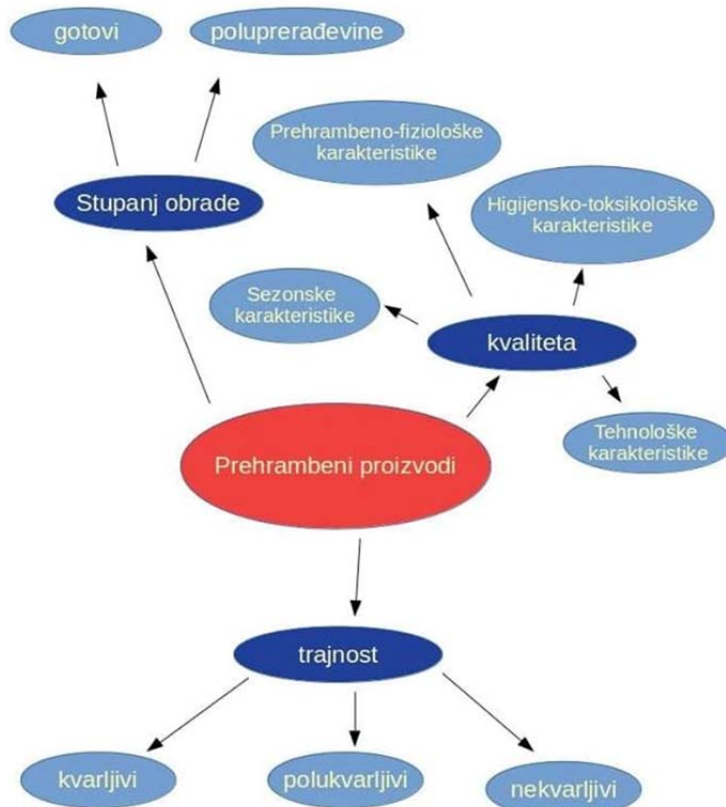 gotovi
poluprerađevine
Prehrambeno-fiziološke
karakteristike
Stupanj obrade
Higijensko-toksikološke
karakteristike
Sezonske
karakteristike
kvaliteta
Tehnološke
karakteristike
Prehrambeni proizvodi
trajnost
kvarljivi
polukvarljivi
nekvarljivi